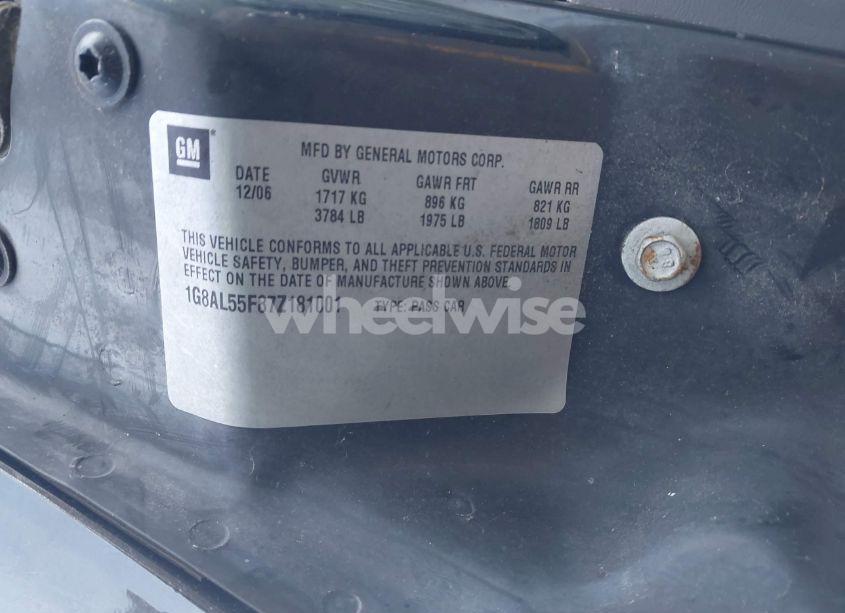 GM
MFD BY GENERAL MOTORS CORP.
DATE GVWR GAWR FRT GAWR RR
12/06 1717 KG 896 KG 821 KG
3784 LB 1975 LB 1809 LB
THIS VEHICLE CONFORMS TO ALL APPLICABLE U.S. FEDERAL MOTOR
VEHICLE SAFETY, BUMPER, AND THEFT PREVENTION STANDARDS IN
EFFECT ON THE DATE OF MANUFACTURE SHOWN ABOVE.
1G8AL55F87Z181001 TYPE: PASS CAR
wheelwise